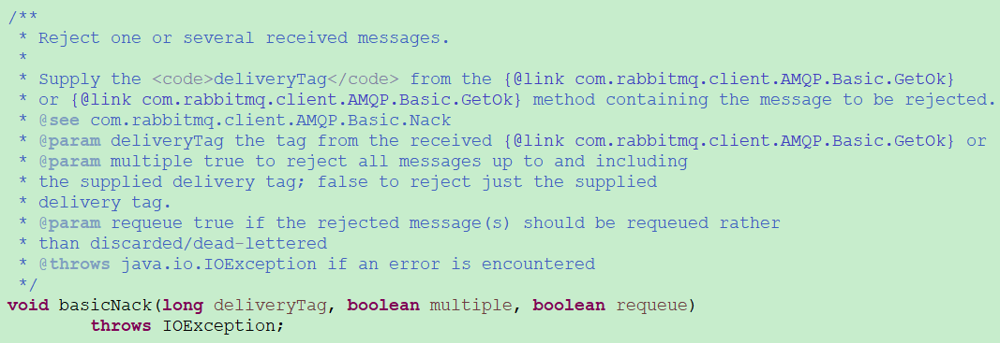 /**
 * Reject one or several received messages.
 *
 * Supply the <code>deliveryTag</code> from the {@link com.rabbitmq.client.AMQP.Basic.GetOk}
 * or {@link com.rabbitmq.client.AMQP.Basic.GetOk} method containing the message to be rejected.
 * @see com.rabbitmq.client.AMQP.Basic.Nack
 * @param deliveryTag the tag from the received {@link com.rabbitmq.client.AMQP.Basic.GetOk} or
 * @param multiple true to reject all messages up to and including
 * the supplied delivery tag; false to reject just the supplied
 * delivery tag.
 * @param requeue true if the rejected message(s) should be requeued rather
 * than discarded/dead-lettered
 * @throws java.io.IOException if an error is encountered
 */
void basicNack(long deliveryTag, boolean multiple, boolean requeue)
        throws IOException;